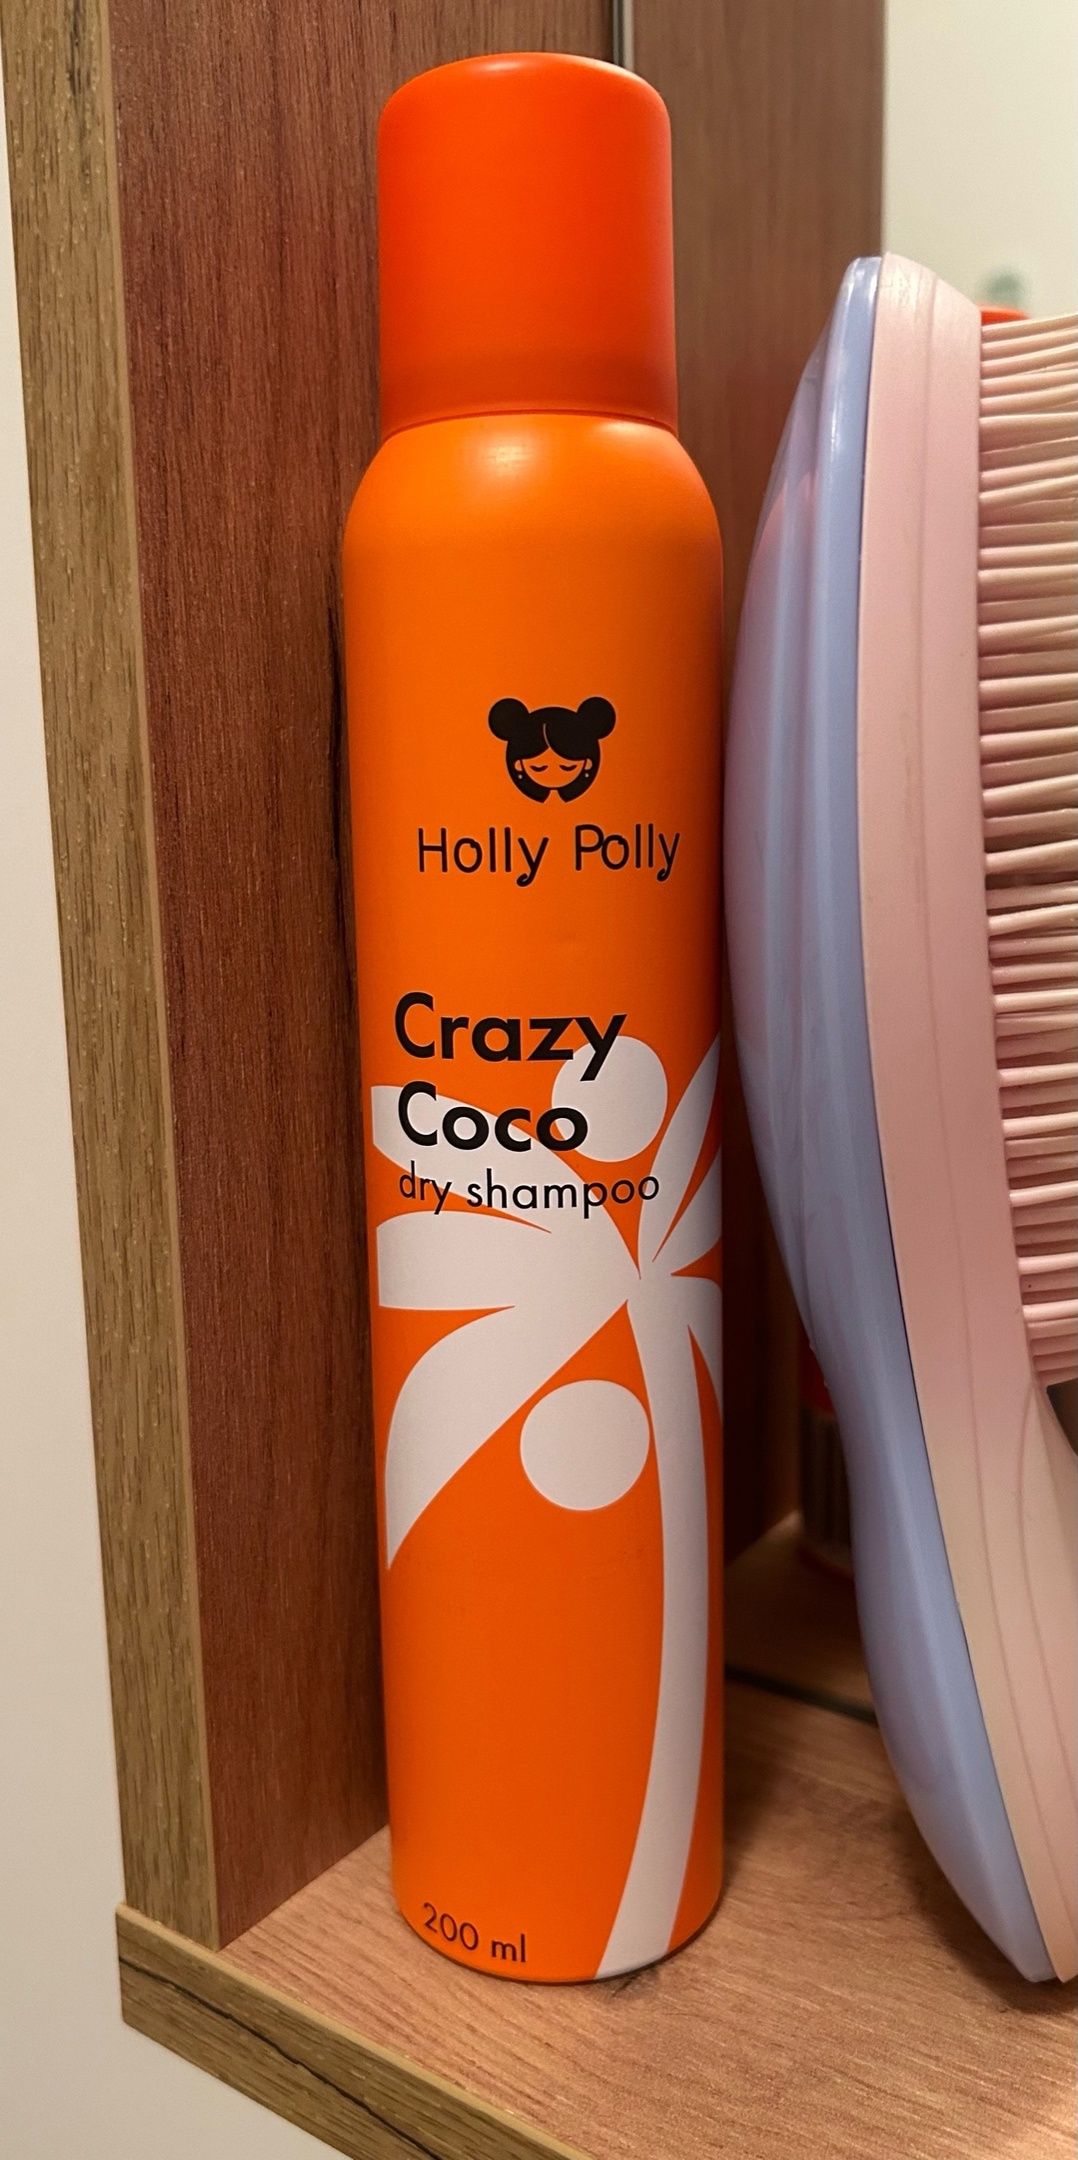 Holly Polly
Crazy
Coco
dry shampoo
200 ml